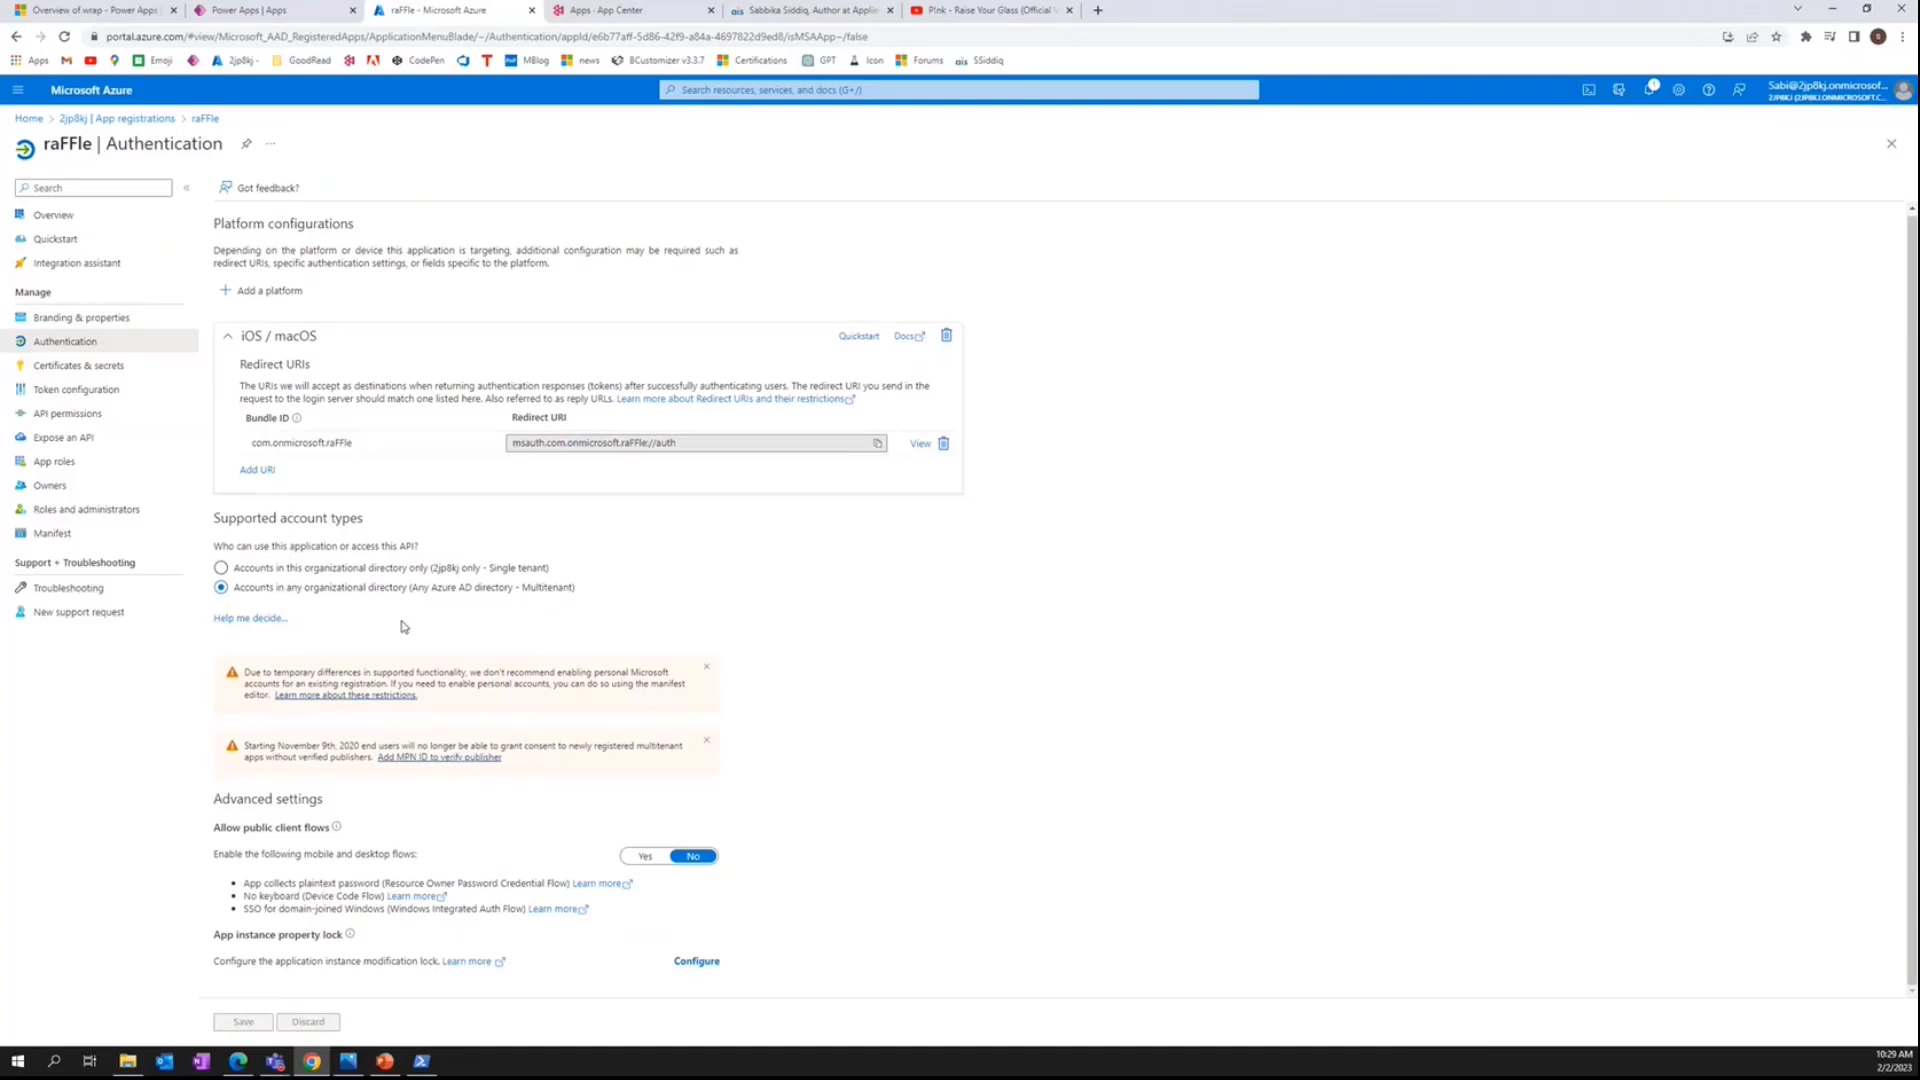 Overview of wrap - Power Apps
Power Apps | Apps
raFFle - Microsoft Azure
Apps · App Center
ais Sabbika Siddiq, Author at Applie
P!nk - Raise Your Glass (Official V
portal.azure.com/#view/Microsoft_AAD_RegisteredApps/ApplicationMenuBlade/~/Authentication/appId/e6b77aff-5d86-42f9-a84a-4697822d9ed8/isMSAApp~/false
Apps
Emoji
2jp8kj -
GoodRead
CodePen
MBlog
news
BCustomizer v3.3.7
Certifications
GPT
Icon
Forums
ais SSiddiq
Microsoft Azure
Search resources, services, and docs (G+/)
1
Sabi@2jp8kj.onmicrosof...
2JP8KJ (2JP8KJ.ONMICROSOFT.C...
Home > 2jp8kj | App registrations > raFFle
raFFle | Authentication
Search
Got feedback?
Overview
Quickstart
Integration assistant
Manage
Branding & properties
Authentication
Certificates & secrets
Token configuration
API permissions
Expose an API
App roles
Owners
Roles and administrators
Manifest
Support + Troubleshooting
Troubleshooting
New support request
Platform configurations
Depending on the platform or device this application is targeting, additional configuration may be required such as
redirect URIs, specific authentication settings, or fields specific to the platform.
Add a platform
iOS / macOS
Quickstart
Docs
Redirect URIs
The URIs we will accept as destinations when returning authentication responses (tokens) after successfully authenticating users. The redirect URI you send in the
request to the login server should match one listed here. Also referred to as reply URLs. Learn more about Redirect URIs and their restrictions
Bundle ID
Redirect URI
com.onmicrosoft.raFFle
msauth.com.onmicrosoft.raFFle://auth
View
Add URI
Supported account types
Who can use this application or access this API?
Accounts in this organizational directory only (2jp8kj only - Single tenant)
Accounts in any organizational directory (Any Azure AD directory - Multitenant)
Help me decide...
Due to temporary differences in supported functionality, we don't recommend enabling personal Microsoft
accounts for an existing registration. If you need to enable personal accounts, you can do so using the manifest
editor. Learn more about these restrictions.
Starting November 9th, 2020 end users will no longer be able to grant consent to newly registered multitenant
apps without verified publishers. Add MPN ID to verify publisher
Advanced settings
Allow public client flows
Enable the following mobile and desktop flows:
Yes
No
• App collects plaintext password (Resource Owner Password Credential Flow) Learn more
• No keyboard (Device Code Flow) Learn more
• SSO for domain-joined Windows (Windows Integrated Auth Flow) Learn more
App instance property lock
Configure the application instance modification lock. Learn more
Configure
Save
Discard
10:29 AM
2/2/2023